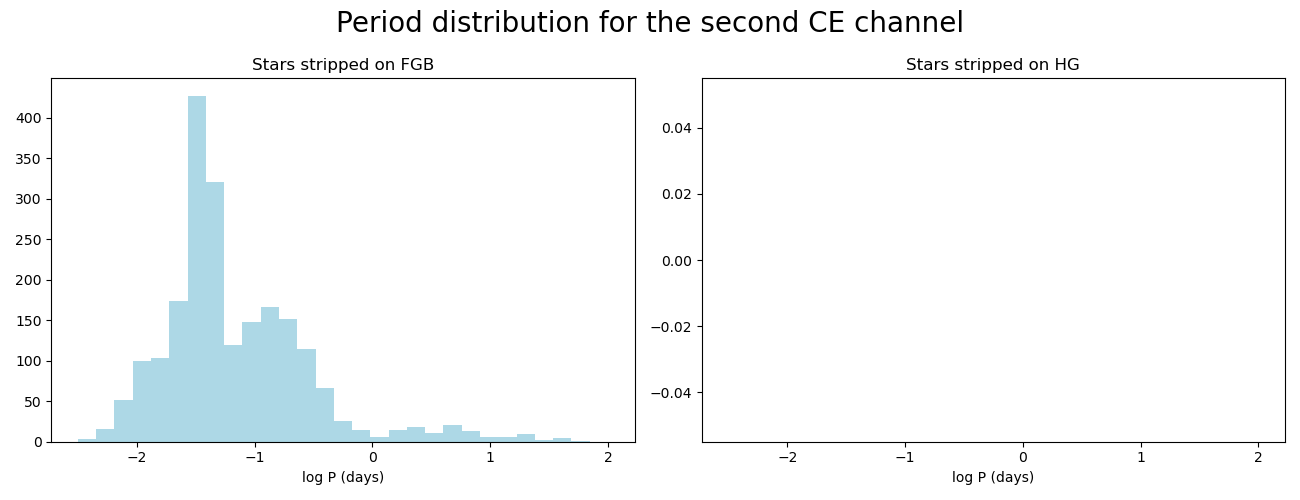 Period distribution for the second CE channel
Stars stripped on FGB
400
350
300
250
200
150
100
50
0
−2 −1 0 1 2
log P (days)
Stars stripped on HG
0.04
0.02
0.00
−0.02
−0.04
−2 −1 0 1 2
log P (days)